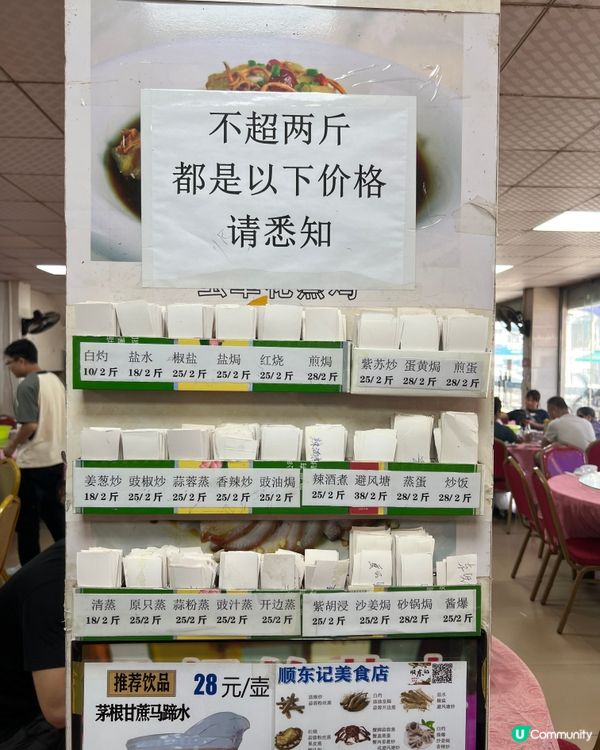 不超两斤
都是以下价格
请悉知
白灼 盐水 椒盐 盐焗 红烧 煎焗 紫苏炒 蛋黄焗 煎蛋
10/2斤 18/2斤 25/2斤 25/2斤 25/2斤 28/2斤 25/2斤 28/2斤 28/2斤
姜葱炒 豉椒炒 蒜蓉蒸 香辣炒 豉油焗 辣酒煮 避风塘 蒸蛋 炒饭
18/2斤 25/2斤 25/2斤 25/2斤 25/2斤 25/2斤 38/2斤 28/2斤 28/2斤
清蒸 原只蒸 蒜粉蒸 豉汁蒸 开边蒸 紫胡浸 沙姜焗 砂锅焗 酱爆
18/2斤 25/2斤 25/2斤 25/2斤 25/2斤 25/2斤 25/2斤 28/2斤 25/2斤
推荐饮品 28元/壶
茅根甘蔗马蹄水
顺东记美食店
U Community